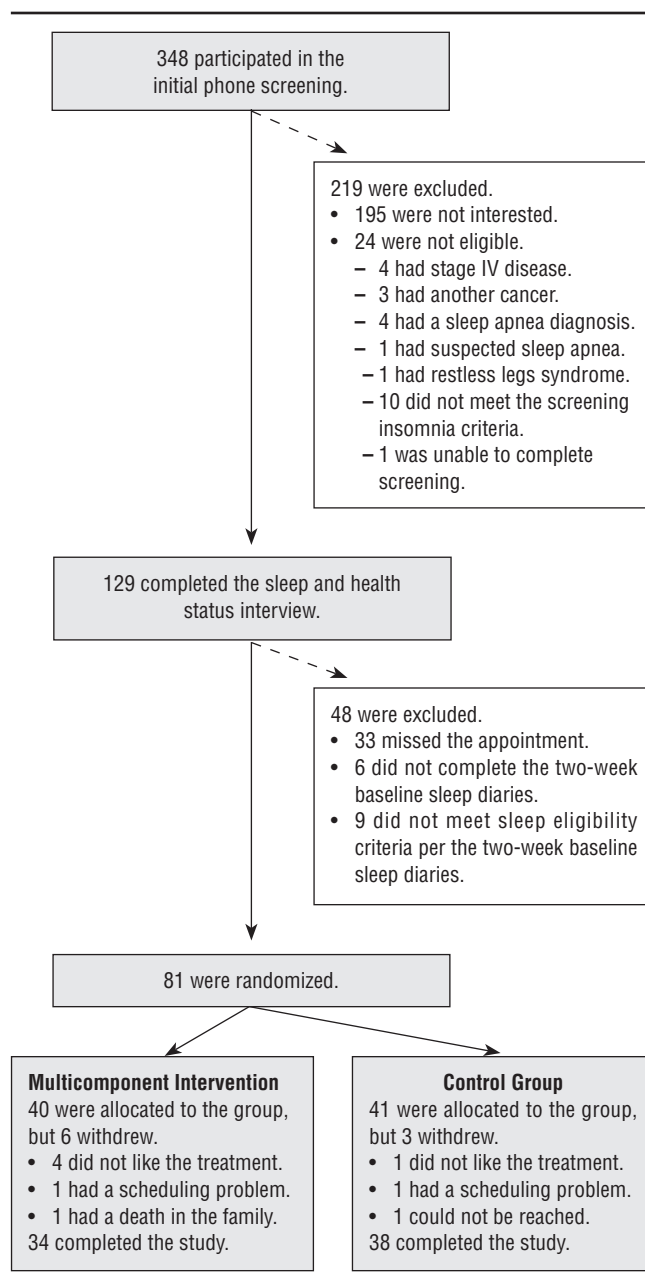 348 participated in the
initial phone screening.
219 were excluded.
• 195 were not interested.
• 24 were not eligible.
– 4 had stage IV disease.
– 3 had another cancer.
– 4 had a sleep apnea diagnosis.
– 1 had suspected sleep apnea.
– 1 had restless legs syndrome.
– 10 did not meet the screening
insomnia criteria.
– 1 was unable to complete
screening.
129 completed the sleep and health
status interview.
48 were excluded.
• 33 missed the appointment.
• 6 did not complete the two-week
baseline sleep diaries.
• 9 did not meet sleep eligibility
criteria per the two-week baseline
sleep diaries.
81 were randomized.
Multicomponent Intervention
40 were allocated to the group,
but 6 withdrew.
• 4 did not like the treatment.
• 1 had a scheduling problem.
• 1 had a death in the family.
34 completed the study.
Control Group
41 were allocated to the group,
but 3 withdrew.
• 1 did not like the treatment.
• 1 had a scheduling problem.
• 1 could not be reached.
38 completed the study.